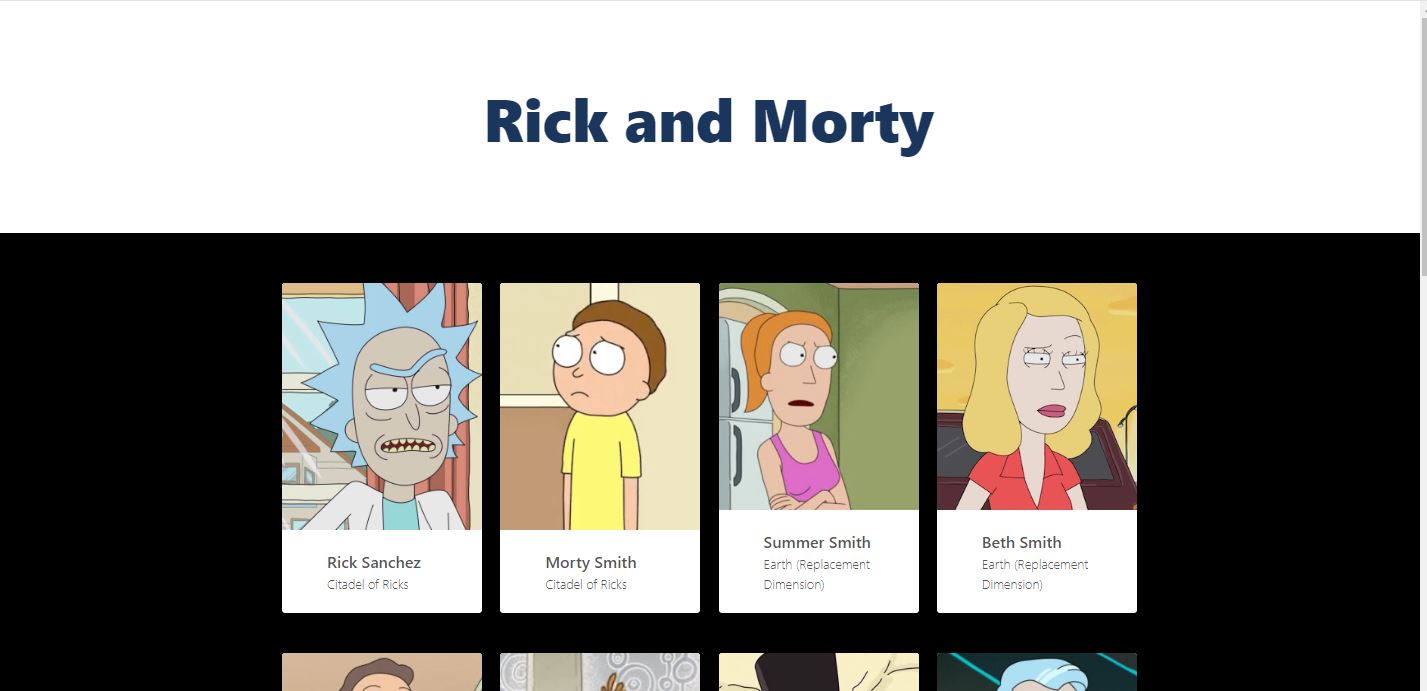 Rick and Morty
Rick Sanchez
Citadel of Ricks
Morty Smith
Citadel of Ricks
Summer Smith
Earth (Replacement
Dimension)
Beth Smith
Earth (Replacement
Dimension)